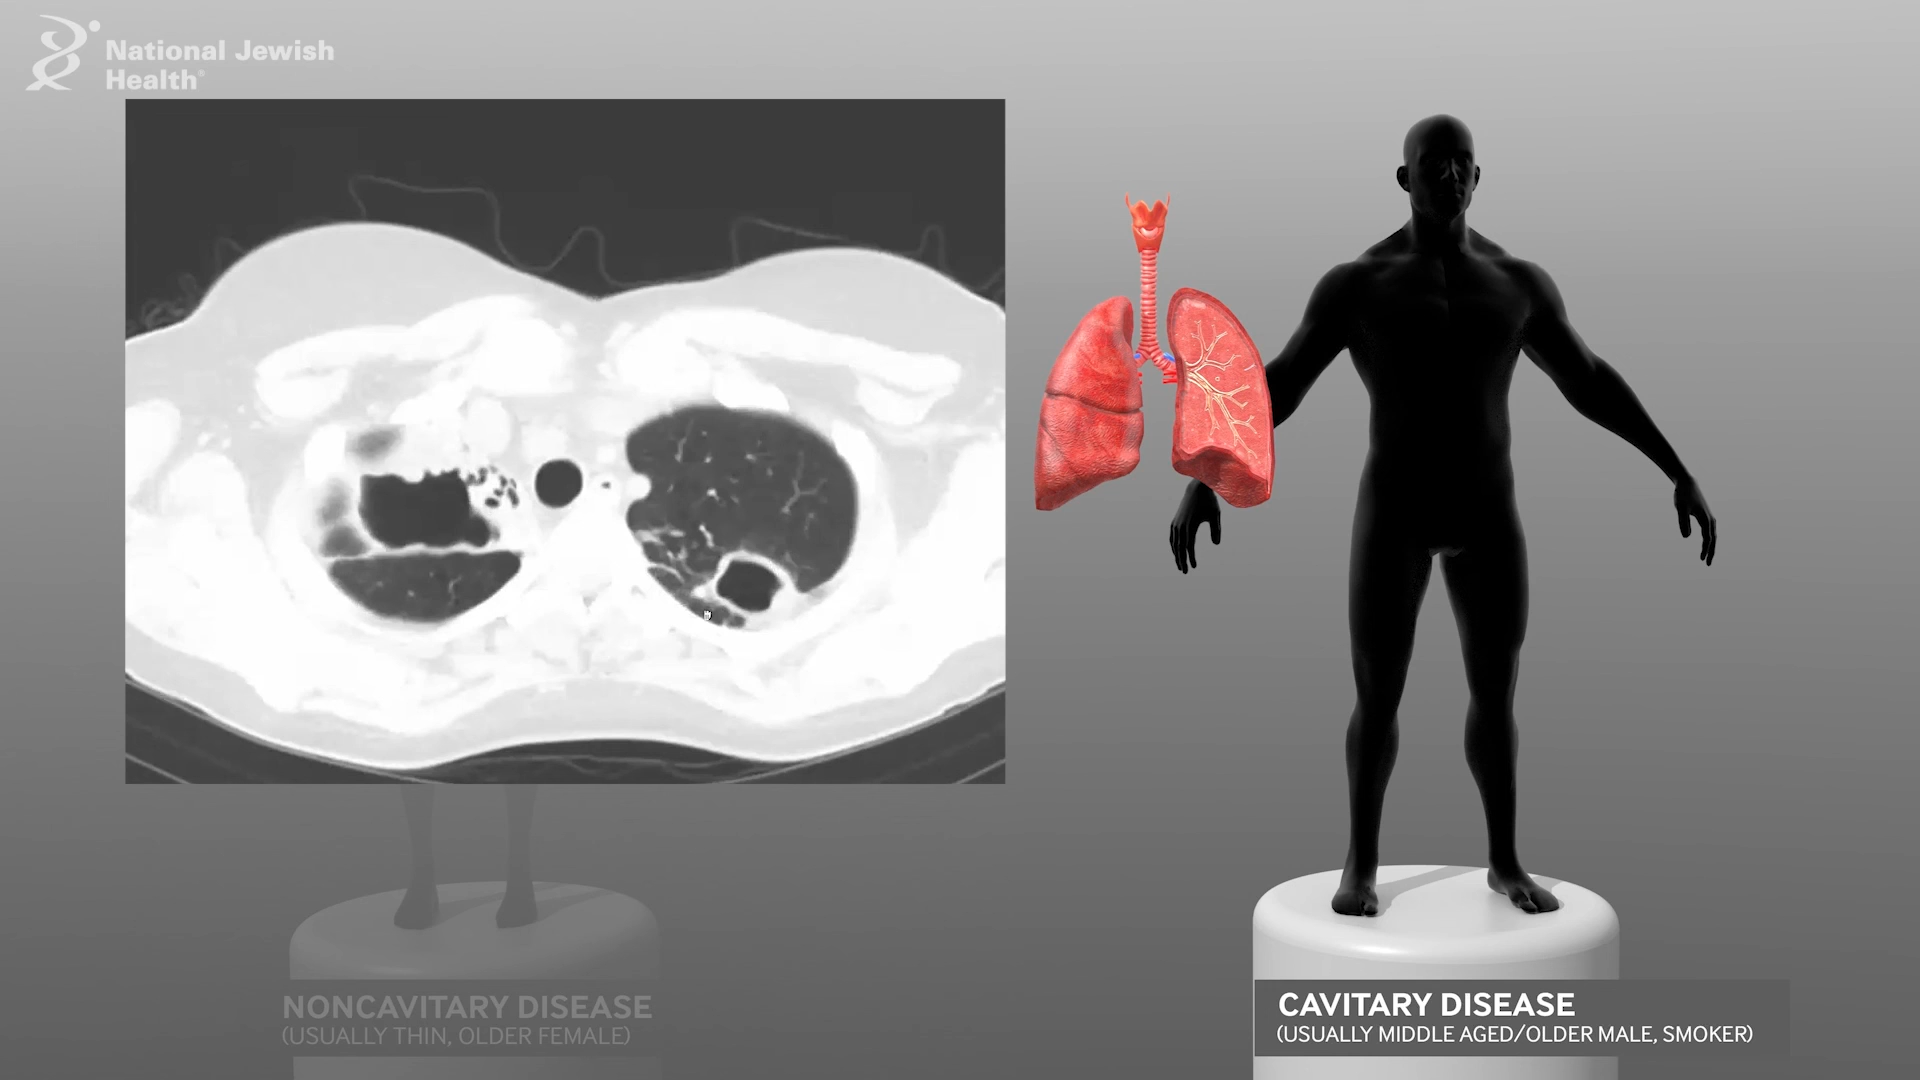 National Jewish
Health®
NONCAVITARY DISEASE
(USUALLY THIN, OLDER FEMALE)
CAVITARY DISEASE
(USUALLY MIDDLE AGED/OLDER MALE, SMOKER)